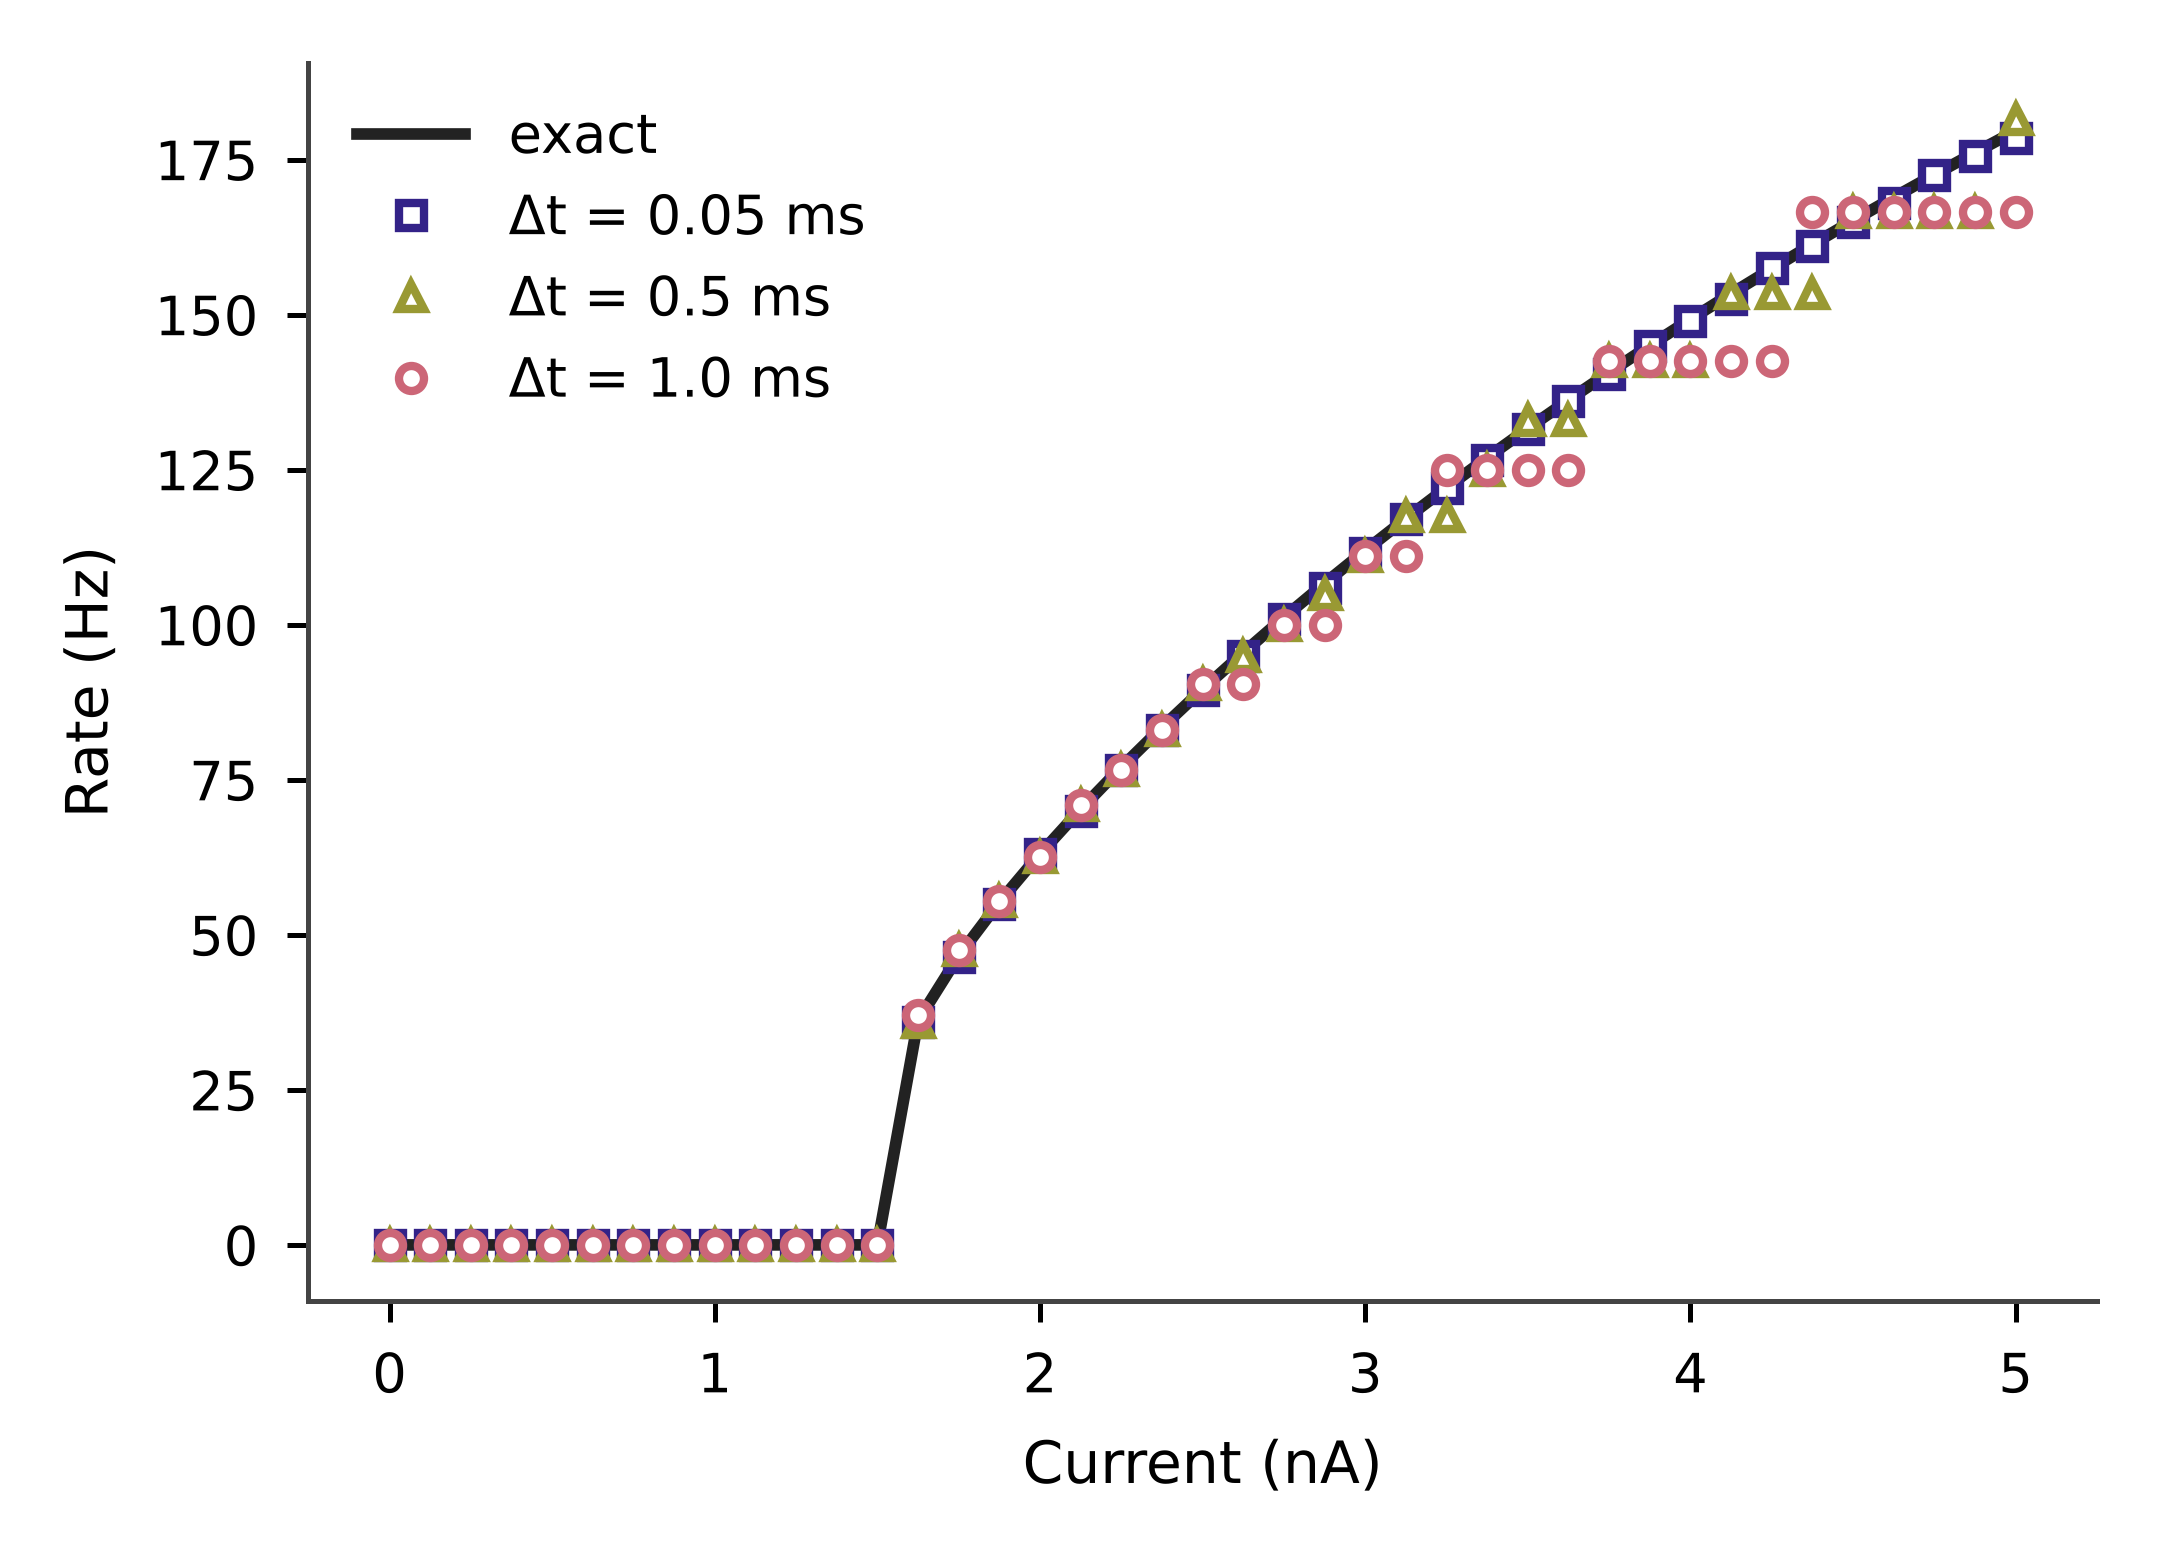 exact
Δt = 0.05 ms
Δt = 0.5 ms
Δt = 1.0 ms
175
150
125
100
75
50
25
0
Rate (Hz)
0 1 2 3 4 5
Current (nA)